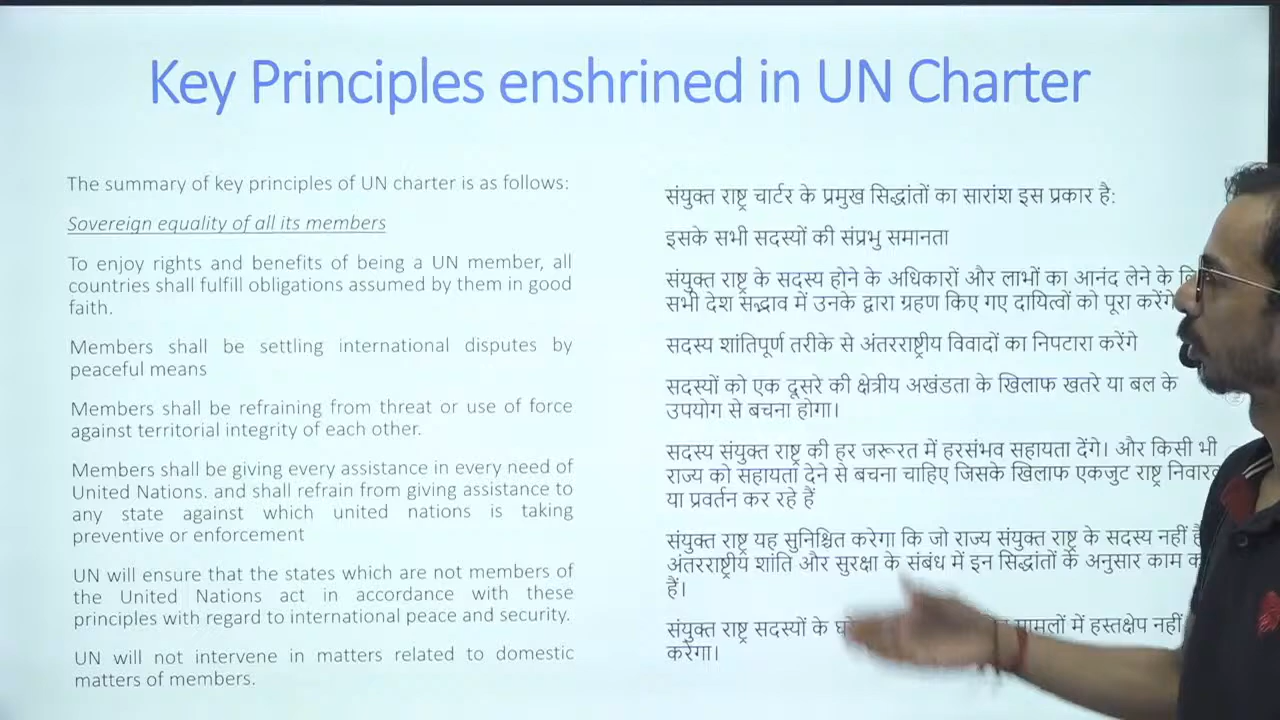 Key Principles enshrined in UN Charter
The summary of key principles of UN charter is as follows:
Sovereign equality of all its members
To enjoy rights and benefits of being a UN member, all
countries shall fulfill obligations assumed by them in good
faith.
Members shall be settling international disputes by
peaceful means
Members shall be refraining from threat or use of force
against territorial integrity of each other.
Members shall be giving every assistance in every need of
United Nations. and shall refrain from giving assistance to
any state against which united nations is taking
preventive or enforcement
UN will ensure that the states which are not members of
the United Nations act in accordance with these
principles with regard to international peace and security.
UN will not intervene in matters related to domestic
matters of members.
संयुक्त राष्ट्र चार्टर के प्रमुख सिद्धांतों का सारांश इस प्रकार है:
इसके सभी सदस्यों की संप्रभु समानता
संयुक्त राष्ट्र के सदस्य होने के अधिकारों और लाभों का आनंद लेने के
सभी देश सद्भाव में उनके द्वारा ग्रहण किए गए दायित्वों को पूरा करेंगे
सदस्य शांतिपूर्ण तरीके से अंतरराष्ट्रीय विवादों का निपटारा करेंगे
सदस्यों को एक दूसरे की क्षेत्रीय अखंडता के खिलाफ खतरे या बल के
उपयोग से बचना होगा।
सदस्य संयुक्त राष्ट्र की हर जरूरत में हरसंभव सहायता देंगे। और किसी भी
राज्य को सहायता देने से बचना चाहिए जिसके खिलाफ एकजुट राष्ट्र
या प्रवर्तन कर रहे हैं
संयुक्त राष्ट्र यह सुनिश्चित करेगा कि जो राज्य संयुक्त राष्ट्र के सदस्य नहीं
अंतरराष्ट्रीय शांति और सुरक्षा के संबंध में इन सिद्धांतों के अनुसार काम
हैं।
संयुक्त राष्ट्र सदस्यों के मामलों में हस्तक्षेप नहीं
करेगा।